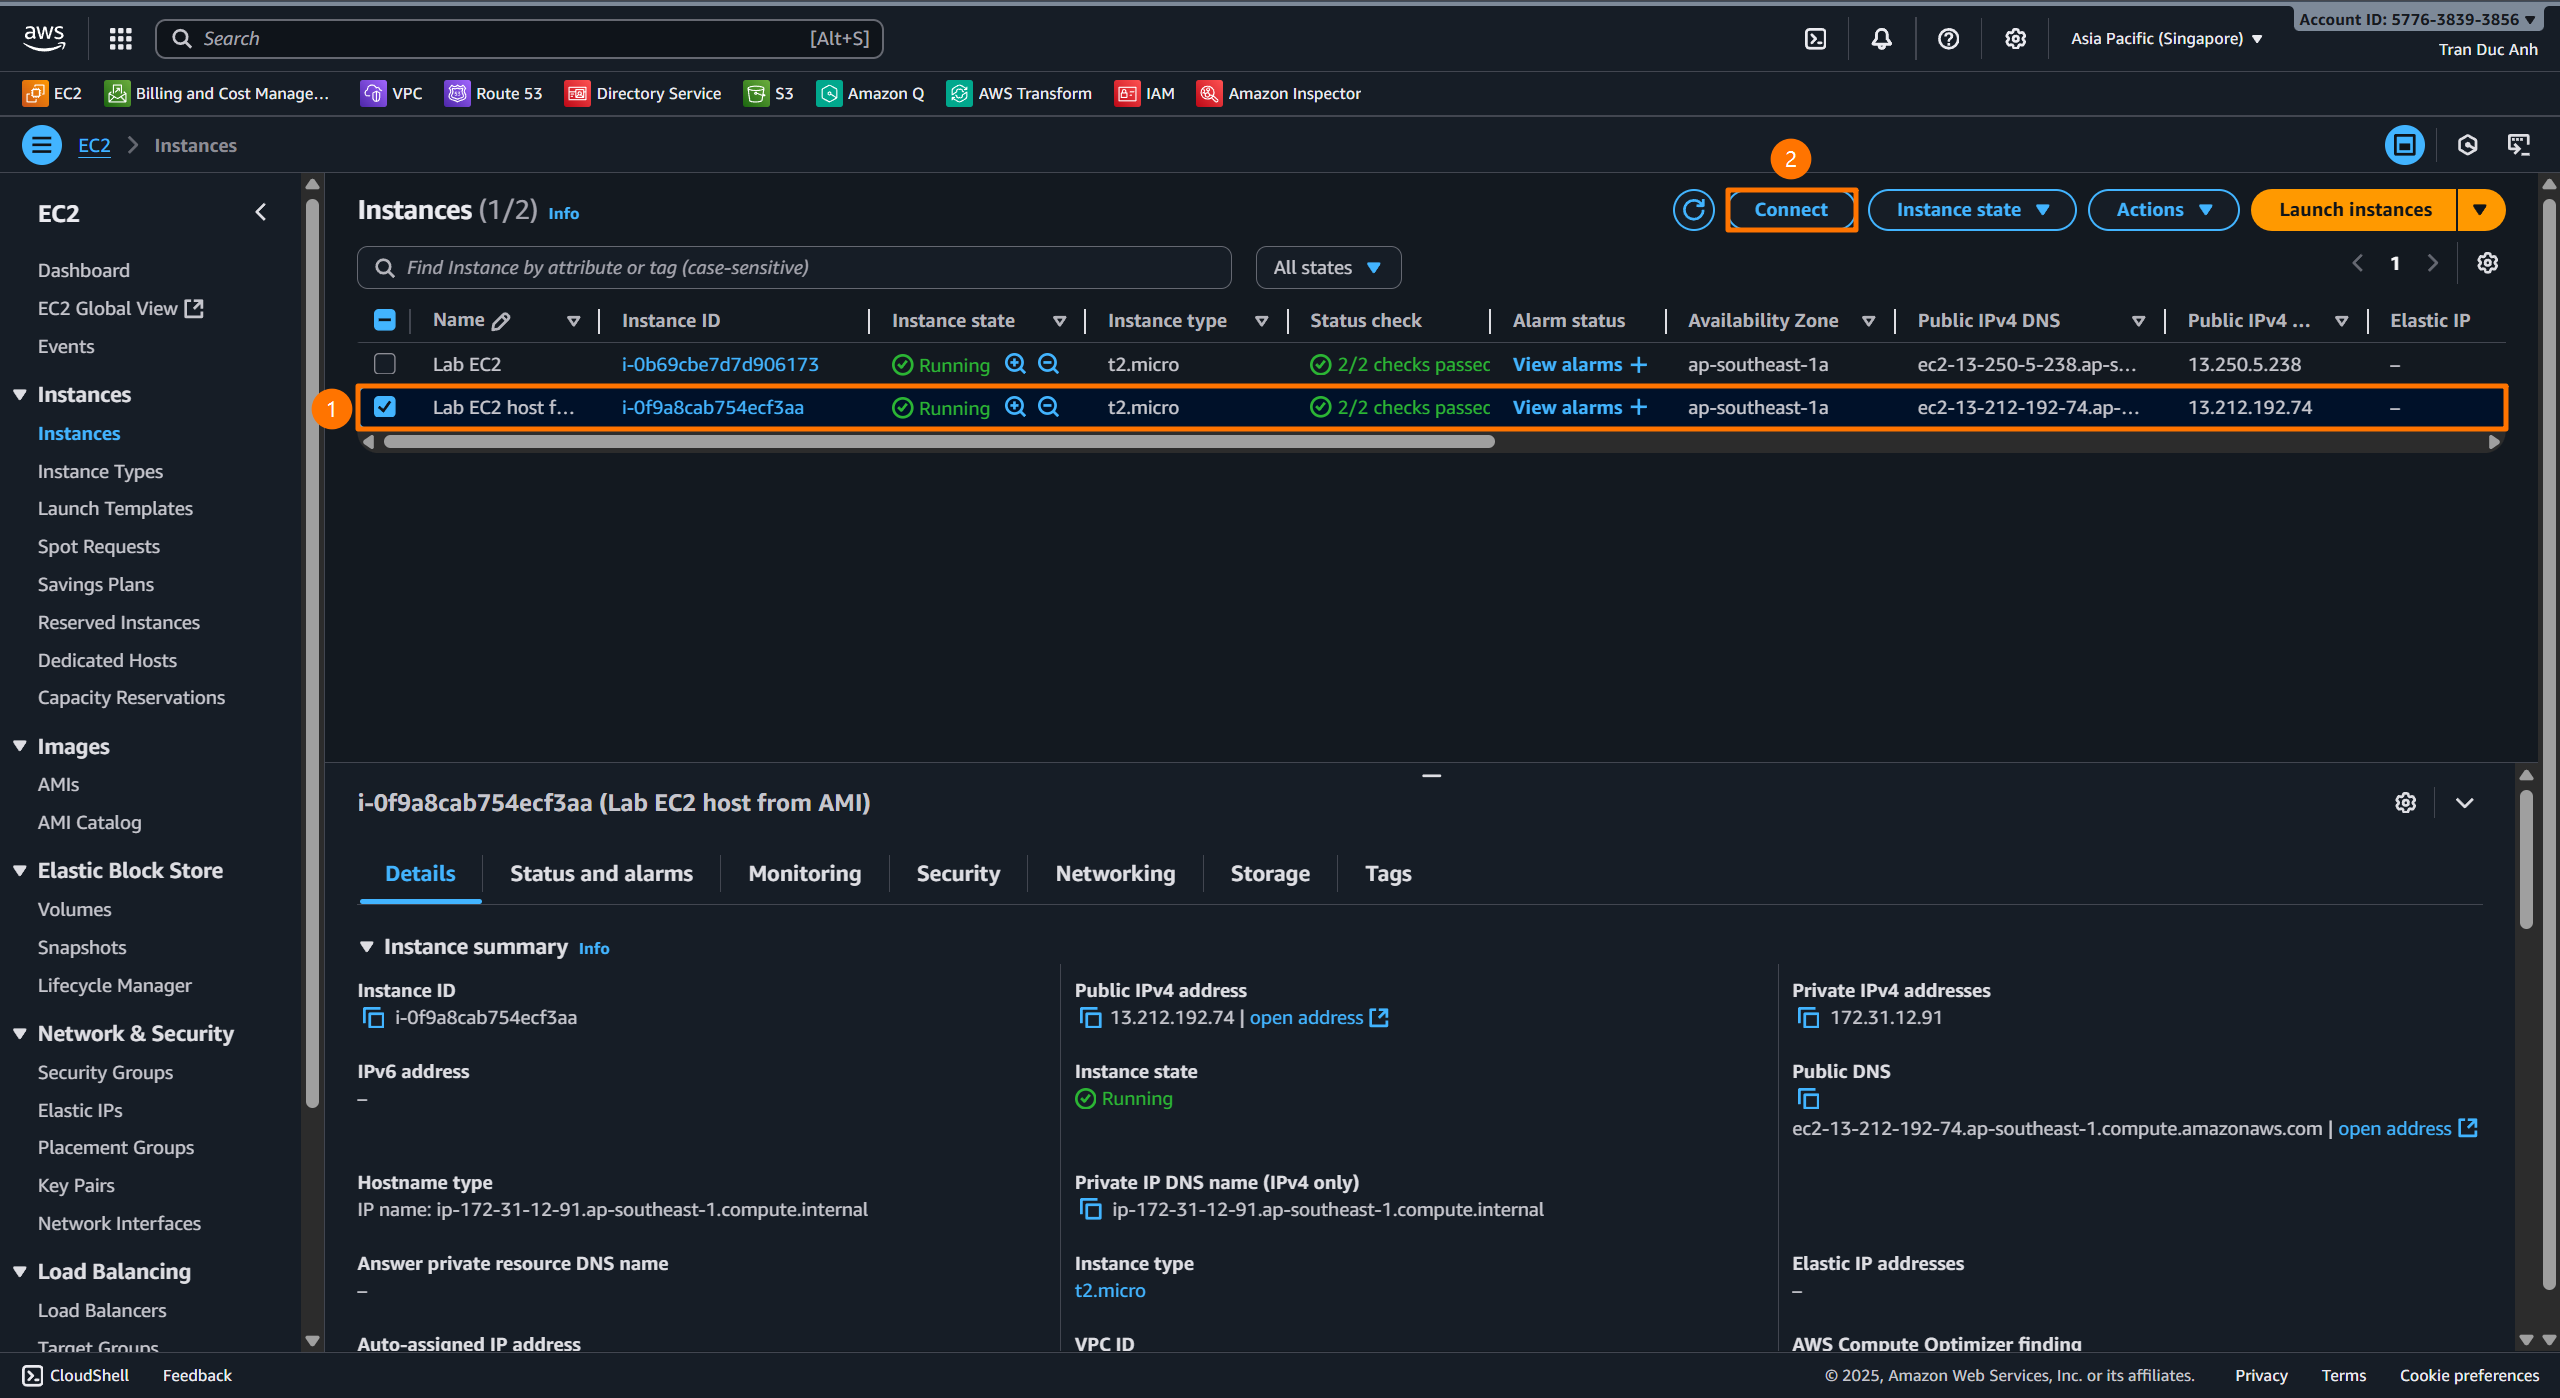 aws
Search [Alt+S]
Asia Pacific (Singapore)
Account ID: 5776-3839-3856
Tran Duc Anh
EC2 Billing and Cost Manage... VPC Route 53 Directory Service S3 Amazon Q AWS Transform IAM Amazon Inspector
EC2 Instances
EC2
Dashboard
EC2 Global View
Events
Instances
Instances
Instance Types
Launch Templates
Spot Requests
Savings Plans
Reserved Instances
Dedicated Hosts
Capacity Reservations
Images
AMIs
AMI Catalog
Elastic Block Store
Volumes
Snapshots
Lifecycle Manager
Network & Security
Security Groups
Elastic IPs
Placement Groups
Key Pairs
Network Interfaces
Load Balancing
Load Balancers
Target Groups
2
Instances (1/2) Info Connect Instance state Actions Launch instances
Find Instance by attribute or tag (case-sensitive) All states 1
Name Instance ID Instance state Instance type Status check Alarm status Availability Zone Public IPv4 DNS Public IPv4 ... Elastic IP
Lab EC2 i-0b69cbe7d7d906173 Running t2.micro 2/2 checks passed View alarms + ap-southeast-1a ec2-13-250-5-238.ap-s... 13.250.5.238 –
1 Lab EC2 host f... i-0f9a8cab754ecf3aa Running t2.micro 2/2 checks passed View alarms + ap-southeast-1a ec2-13-212-192-74.ap-... 13.212.192.74 –
i-0f9a8cab754ecf3aa (Lab EC2 host from AMI)
Details Status and alarms Monitoring Security Networking Storage Tags
Instance summary Info
Instance ID
i-0f9a8cab754ecf3aa
Public IPv4 address
13.212.192.74 | open address
Private IPv4 addresses
172.31.12.91
IPv6 address
–
Instance state
Running
Public DNS
ec2-13-212-192-74.ap-southeast-1.compute.amazonaws.com | open address
Hostname type
IP name: ip-172-31-12-91.ap-southeast-1.compute.internal
Private IP DNS name (IPv4 only)
ip-172-31-12-91.ap-southeast-1.compute.internal
Answer private resource DNS name
–
Instance type
t2.micro
Elastic IP addresses
–
Auto-assigned IP address
VPC ID
AWS Compute Optimizer finding
CloudShell Feedback
© 2025, Amazon Web Services, Inc. or its affiliates. Privacy Terms Cookie preferences